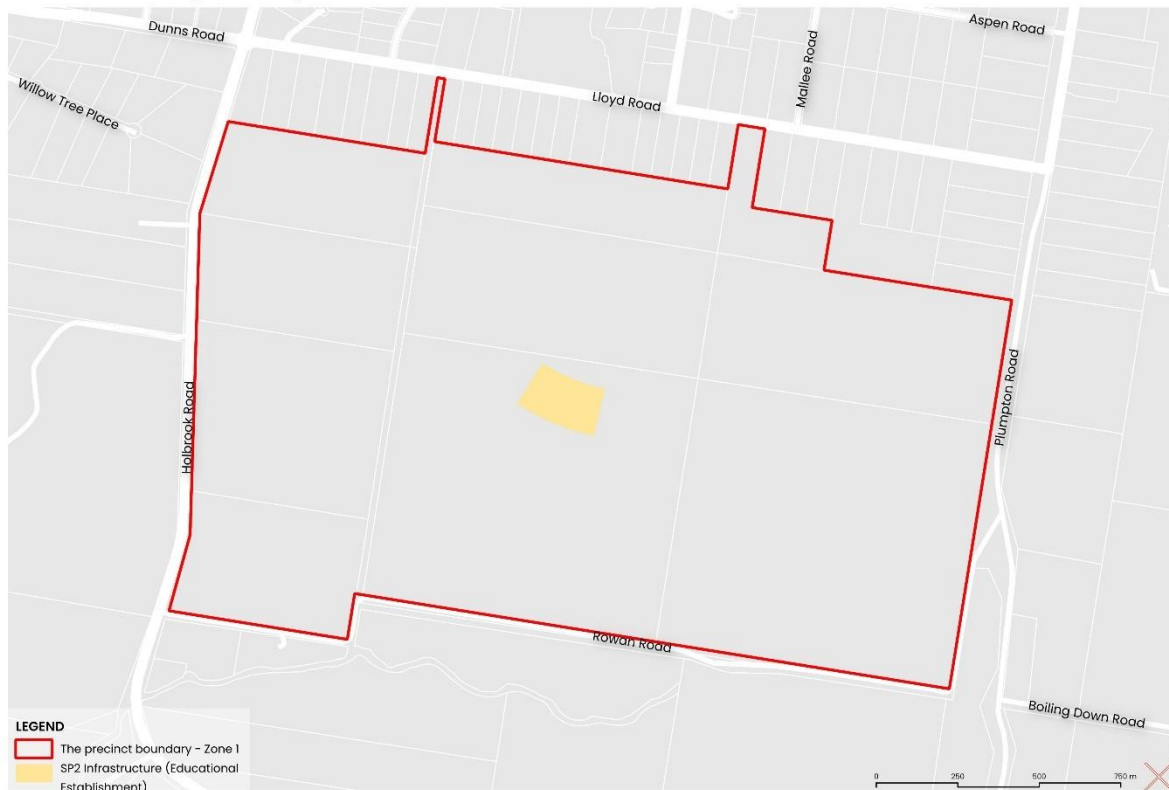 Aspen Road
Dunns Road
Mallee Road
Willow Tree Place
Lloyd Road
Holbrook Road
Plumpton Road
Rowan Road
Boiling Down Road
LEGEND
The precinct boundary - Zone 1
SP2 Infrastructure (Educational
Establishment)
0 250 500 750 m